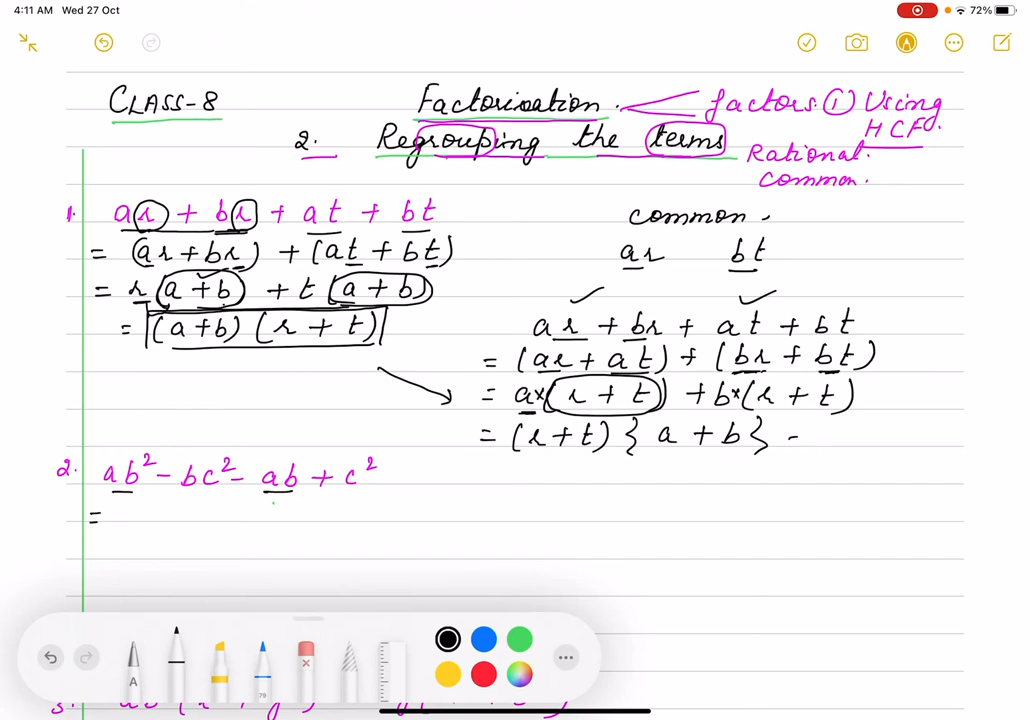 4:11 AM Wed 27 Oct
72%
CLASS-8
Factorisation. factors. ① Using
HCF.
2. Regrouping the terms
Rational.
common.
1. ar + br + at + bt
= (ar + br) + (at + bt)
= r (a + b) + t (a + b)
= (a + b) (r + t)
common.
ar bt
ar + br + at + bt
= (ar + at) + (br + bt)
= a × (r + t) + b × (r + t)
= (r + t) { a + b } -
2. ab² - bc² - ab + c²
=
A
79